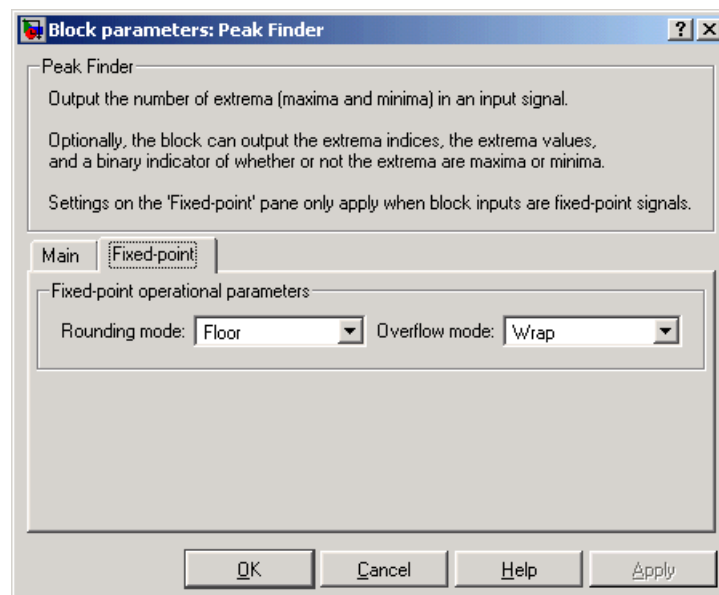 Block parameters: Peak Finder
Peak Finder
Output the number of extrema (maxima and minima) in an input signal.
Optionally, the block can output the extrema indices, the extrema values,
and a binary indicator of whether or not the extrema are maxima or minima.
Settings on the 'Fixed-point' pane only apply when block inputs are fixed-point signals.
Main Fixed-point
Fixed-point operational parameters
Rounding mode: Floor Overflow mode: Wrap
OK Cancel Help Apply